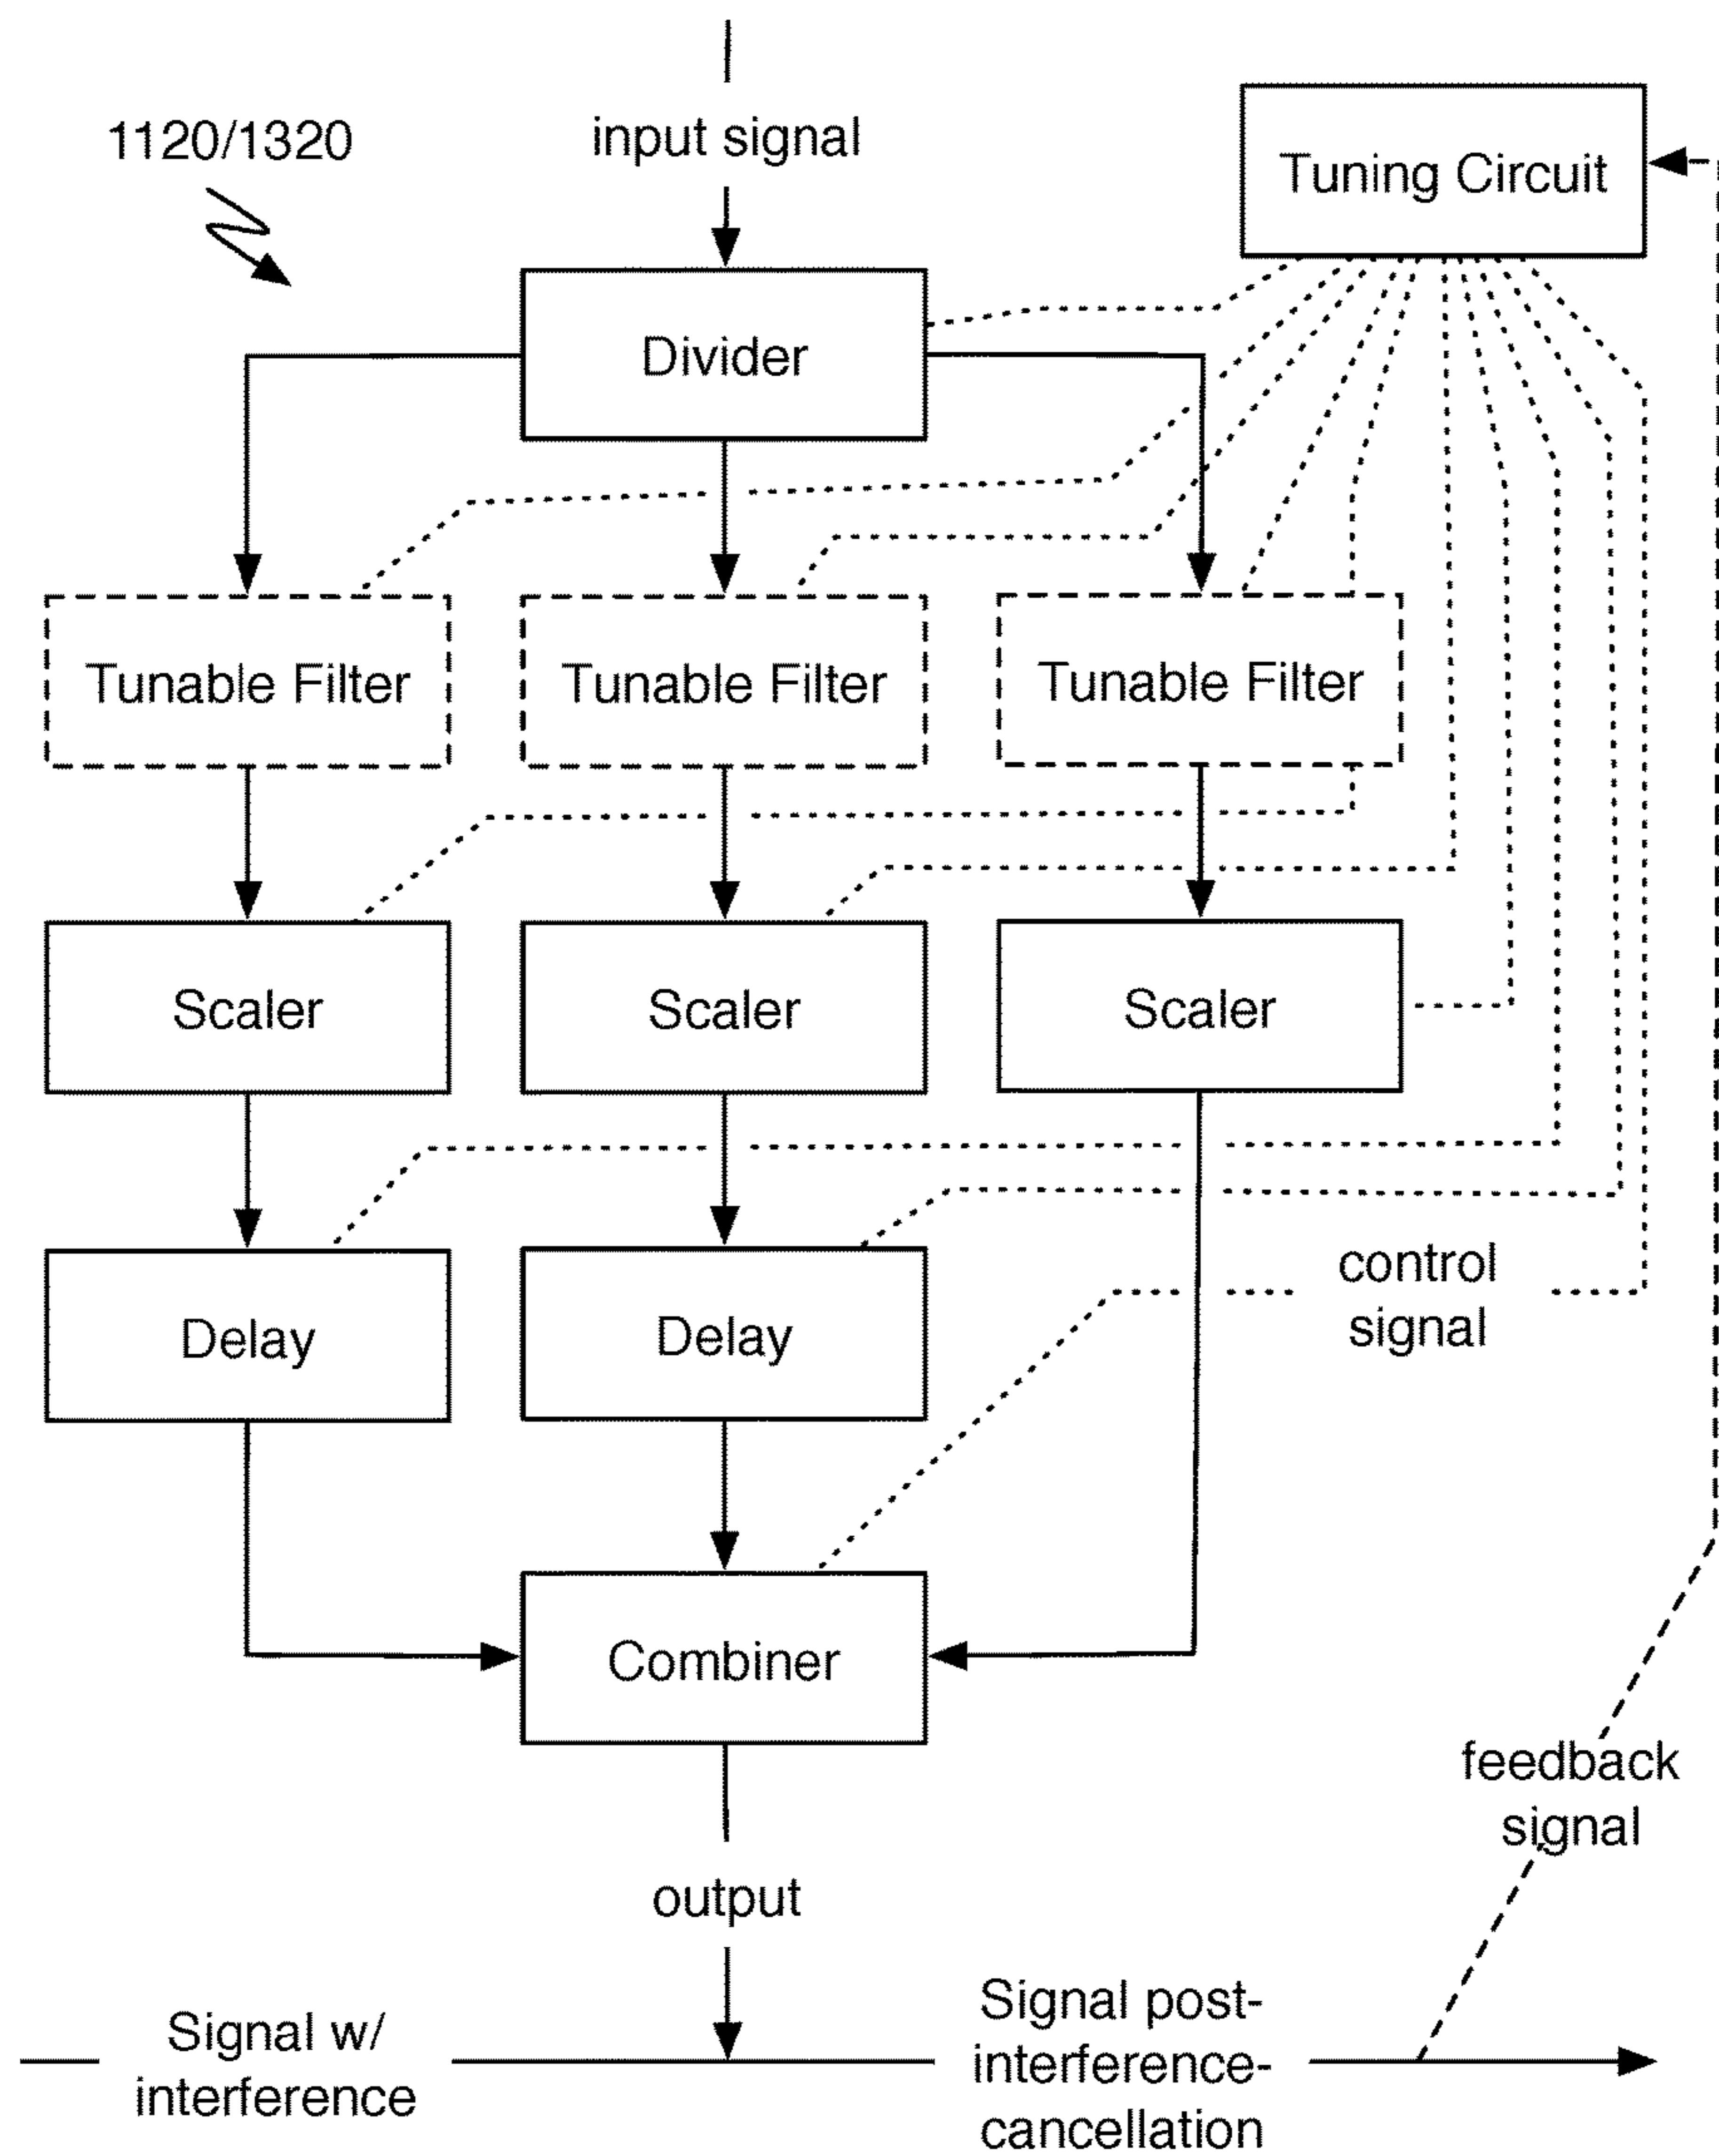 1120/1320
input signal
Tuning Circuit
Divider
Tunable Filter
Tunable Filter
Tunable Filter
Scaler
Scaler
Scaler
Delay
Delay
control
signal
Combiner
feedback
signal
output
Signal w/
interference
Signal post-
interference-
cancellation